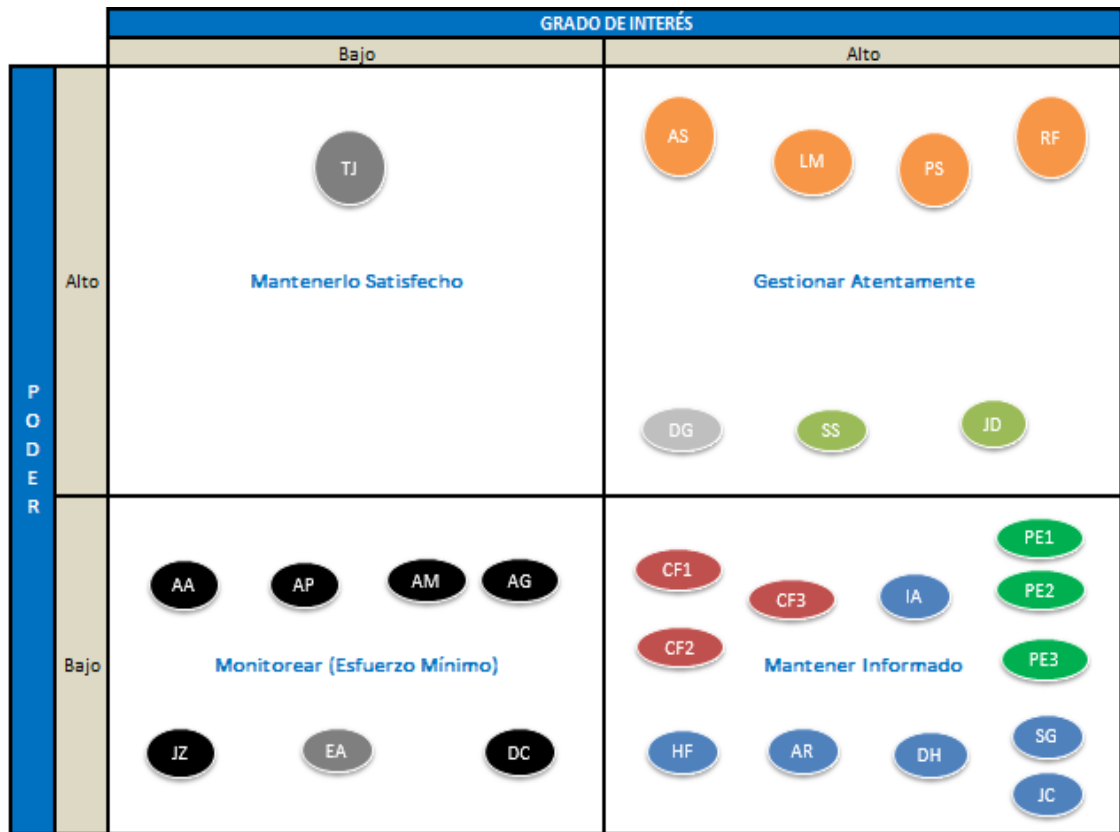 GRADO DE INTERÉS
Bajo
Alto
PODER
Alto
TJ
Mantenerlo Satisfecho
AS
LM
PS
RF
Gestionar Atentamente
DG
SS
JD
Bajo
AA
AP
AM
AG
Monitorear (Esfuerzo Mínimo)
JZ
EA
DC
CF1
CF3
IA
PE1
PE2
CF2
PE3
Mantener Informado
HF
AR
DH
SG
JC